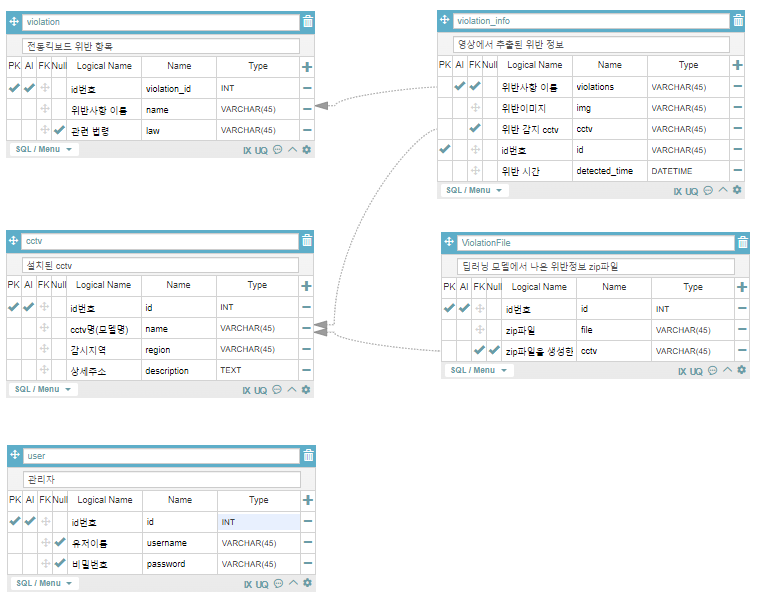 violation
전동킥보드 위반 항목
PK AI FK Null Logical Name Name Type
id번호 violation_id INT
위반사항 이름 name VARCHAR(45)
관련 법령 law VARCHAR(45)
SQL / Menu IX UQ
violation_info
영상에서 추출된 위반 정보
PK AI FK Null Logical Name Name Type
위반사항 이름 violations VARCHAR(45)
위반이미지 img VARCHAR(45)
위반 감지 cctv cctv VARCHAR(45)
id번호 id VARCHAR(45)
위반 시간 detected_time DATETIME
SQL / Menu IX UQ
cctv
설치된 cctv
PK AI FK Null Logical Name Name Type
id번호 id INT
cctv명(모델명) name VARCHAR(45)
감시지역 region VARCHAR(45)
상세주소 description TEXT
SQL / Menu IX UQ
ViolationFile
딥러닝 모델에서 나온 위반정보 zip파일
PK AI FK Null Logical Name Name Type
id번호 id INT
zip파일 file VARCHAR(45)
zip파일을 생성한 cctv VARCHAR(45)
SQL / Menu IX UQ
user
관리자
PK AI FK Null Logical Name Name Type
id번호 id INT
유저이름 username VARCHAR(45)
비밀번호 password VARCHAR(45)
SQL / Menu IX UQ